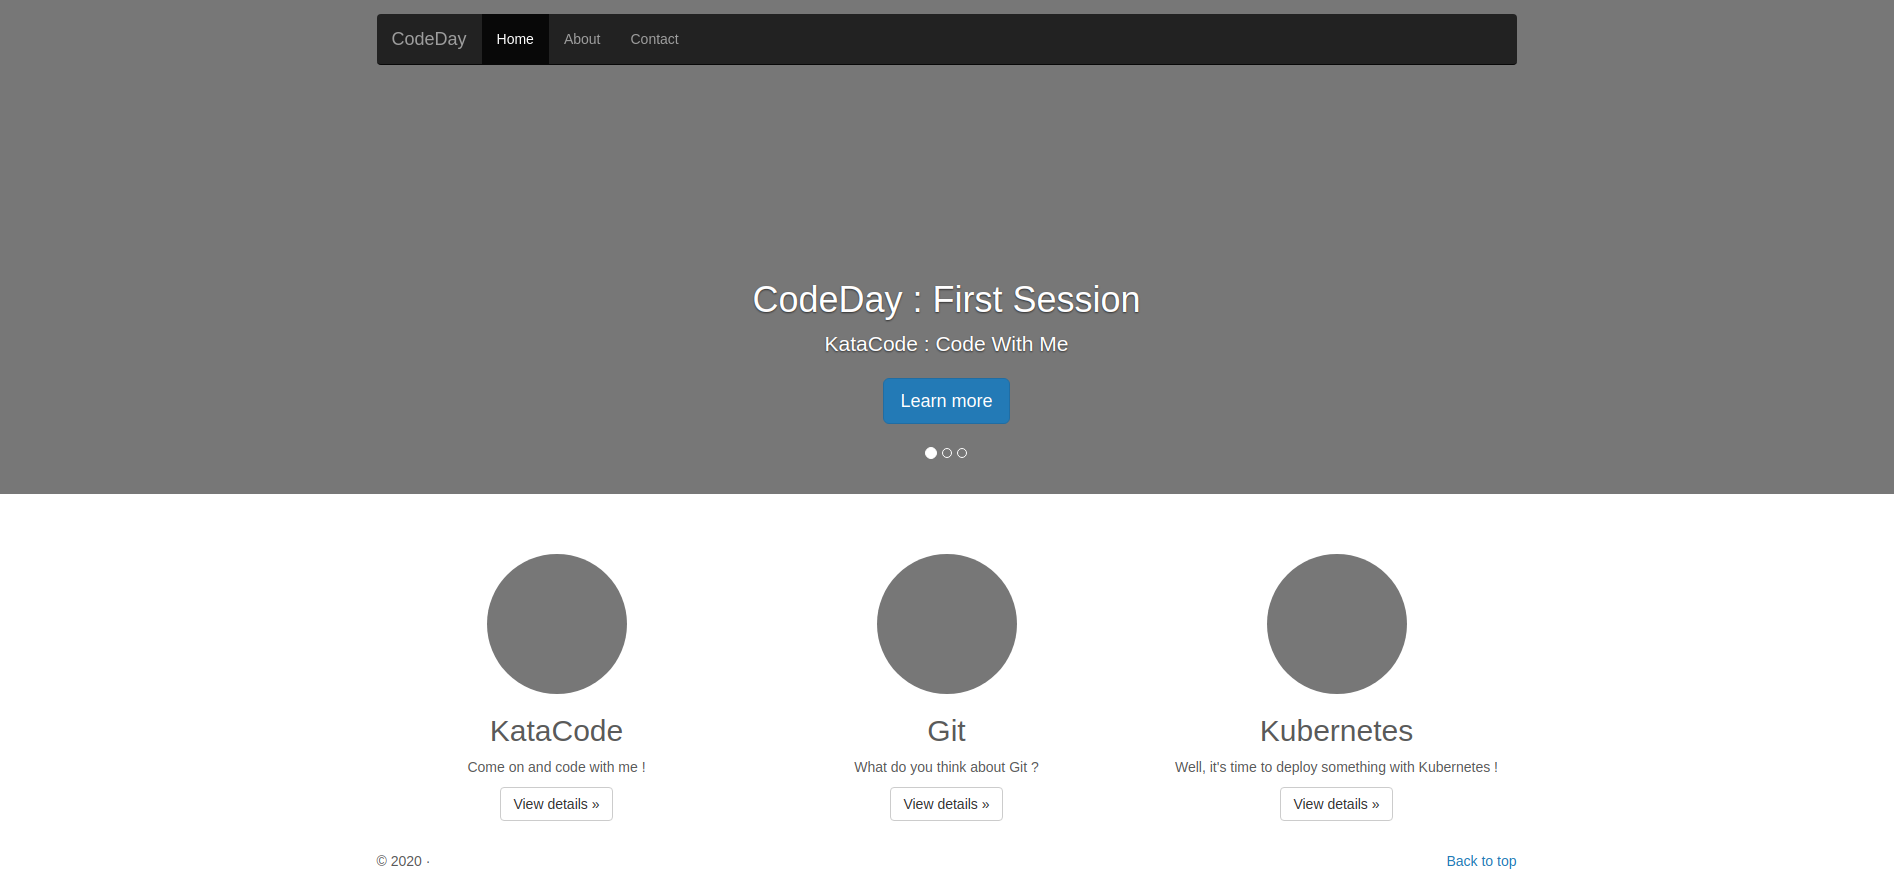 CodeDay Home About Contact
CodeDay : First Session
KataCode : Code With Me
Learn more
KataCode Git Kubernetes
Come on and code with me ! What do you think about Git ? Well, it's time to deploy something with Kubernetes !
View details » View details » View details »
© 2020 · Back to top